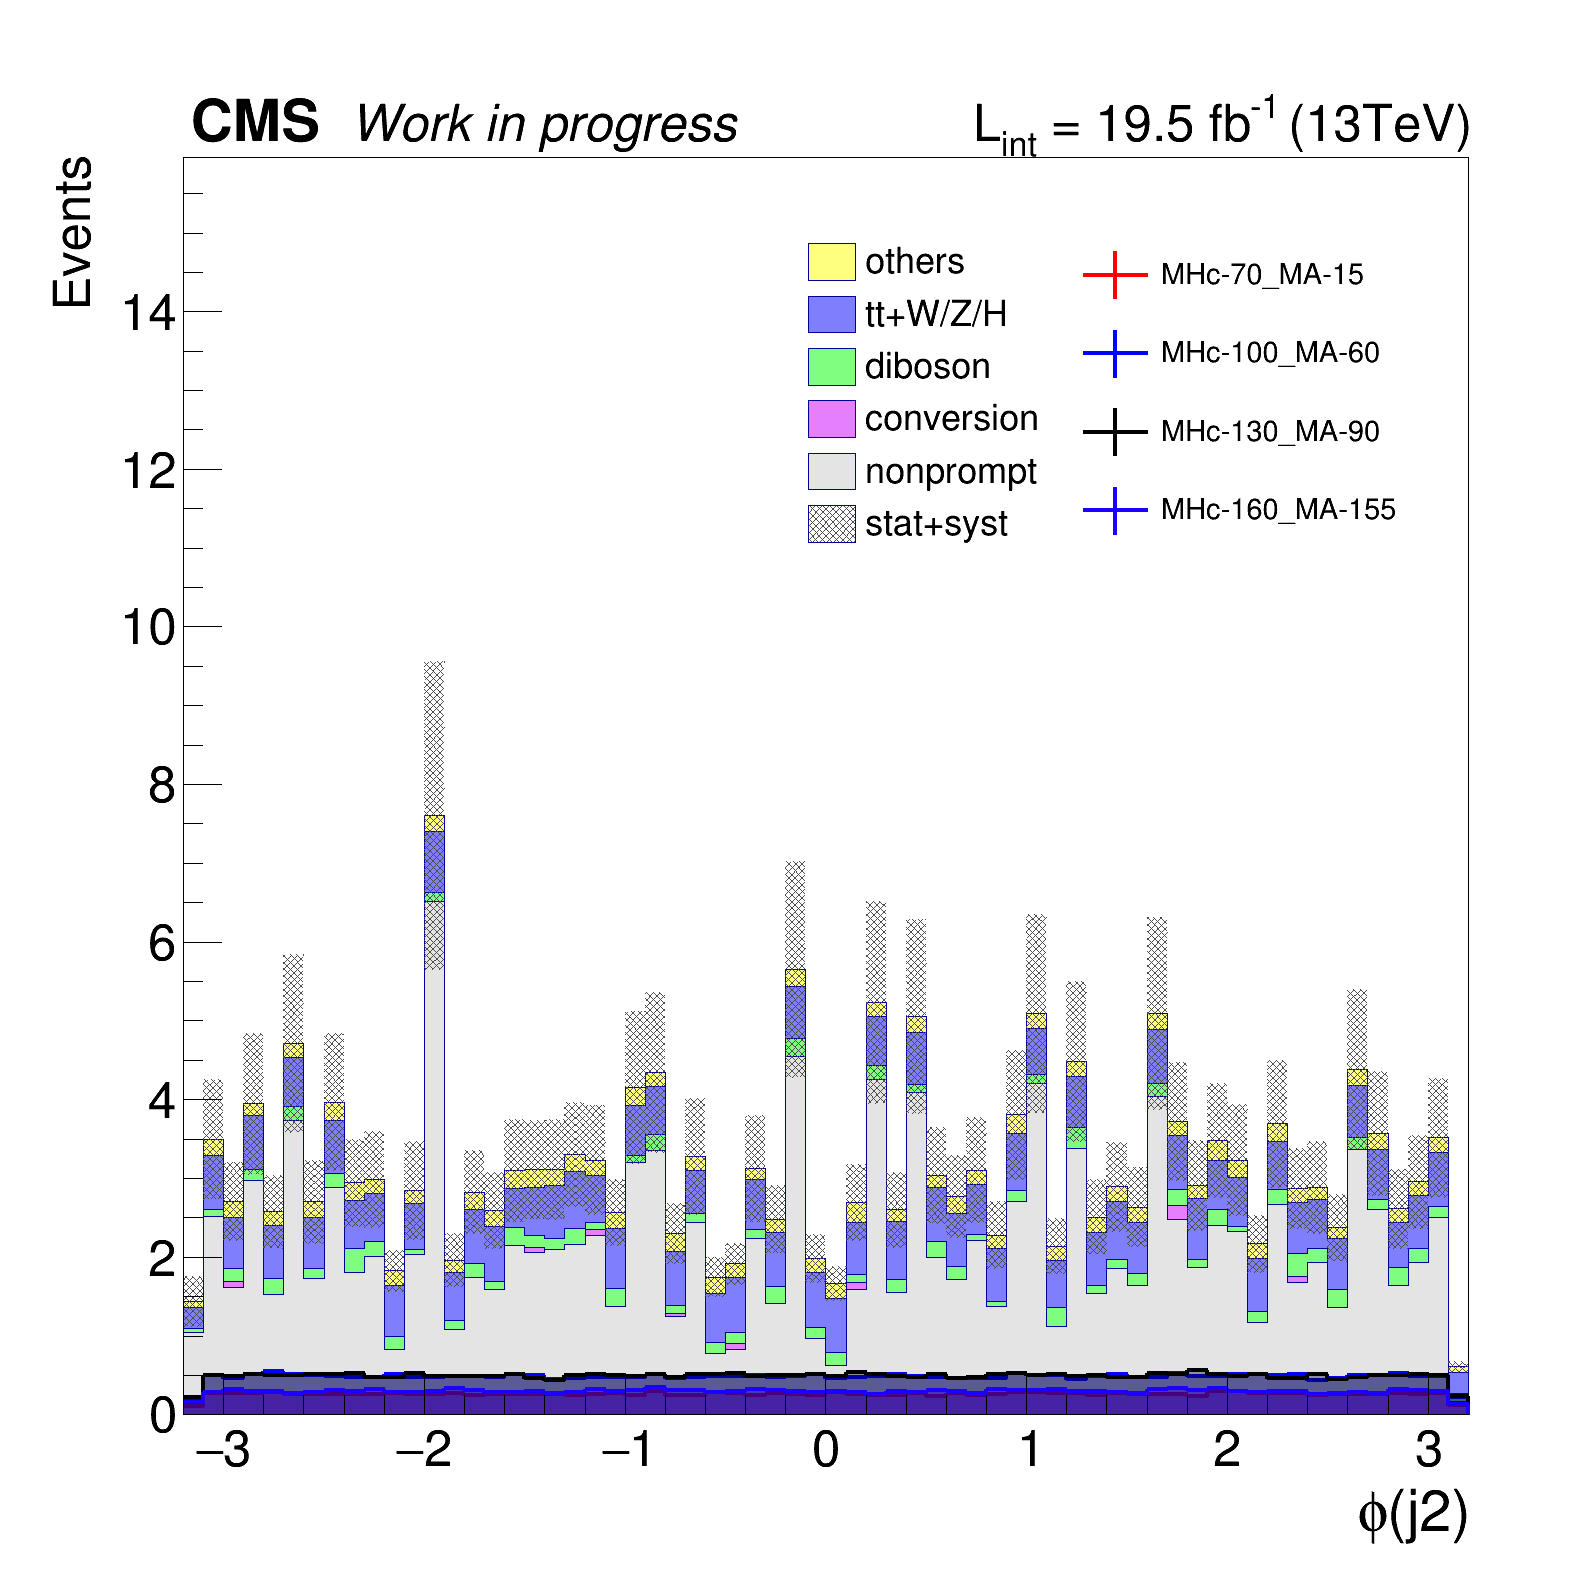 CMS Work in progress
L_int = 19.5 fb^-1 (13TeV)
Events
others
tt+W/Z/H
diboson
conversion
nonprompt
stat+syst
MHc-70_MA-15
MHc-100_MA-60
MHc-130_MA-90
MHc-160_MA-155
14
12
10
8
6
4
2
0
−3 −2 −1 0 1 2 3
ϕ(j2)